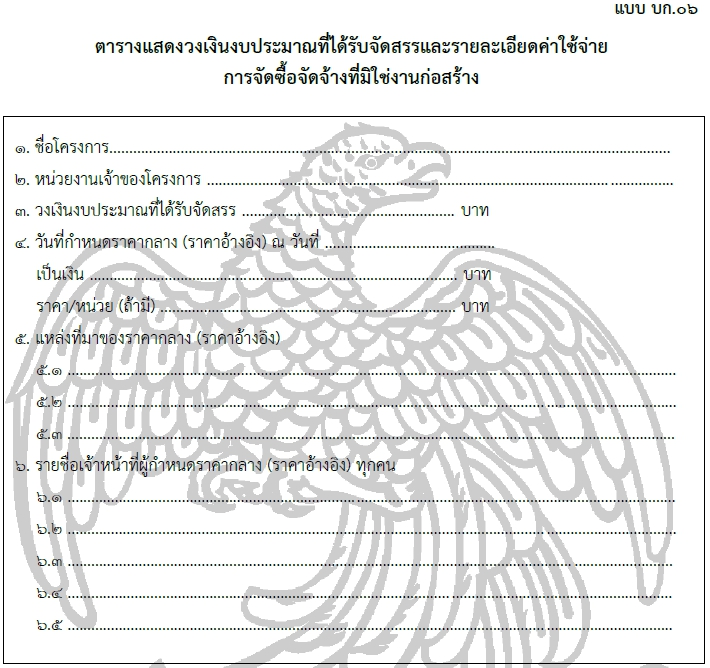 แบบ บก.๐๖
ตารางแสดงวงเงินงบประมาณที่ได้รับจัดสรรและรายละเอียดค่าใช้จ่าย
การจัดซื้อจัดจ้างที่มิใช่งานก่อสร้าง
๑. ชื่อโครงการ....................................................................................................
๒. หน่วยงานเจ้าของโครงการ ....................................................................................
๓. วงเงินงบประมาณที่ได้รับจัดสรร .............................................. บาท
๔. วันที่กำหนดราคากลาง (ราคาอ้างอิง) ณ วันที่ .....................................
เป็นเงิน .................................................................................. บาท
ราคา/หน่วย (ถ้ามี) .................................................................. บาท
๕. แหล่งที่มาของราคากลาง (ราคาอ้างอิง)
๕.๑ ....................................................................................................
๕.๒ ....................................................................................................
๕.๓ ....................................................................................................
๖. รายชื่อเจ้าหน้าที่ผู้กำหนดราคากลาง (ราคาอ้างอิง) ทุกคน
๖.๑ ....................................................................................................
๖.๒ ....................................................................................................
๖.๓ ....................................................................................................
๖.๔ ....................................................................................................
๖.๕ ....................................................................................................